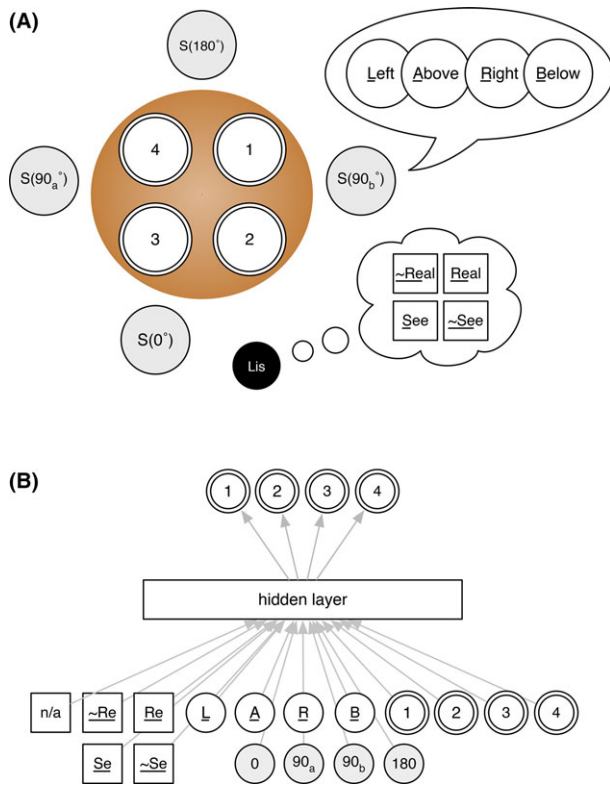 (A)
S(180°)
Left Above Right Below
4 1
S(90a°) S(90b°)
3 2
~Real Real
See ~See
S(0°)
Lis
(B)
1 2 3 4
hidden layer
n/a ~Re Re L A R B 1 2 3 4
Se ~Se 0 90a 90b 180